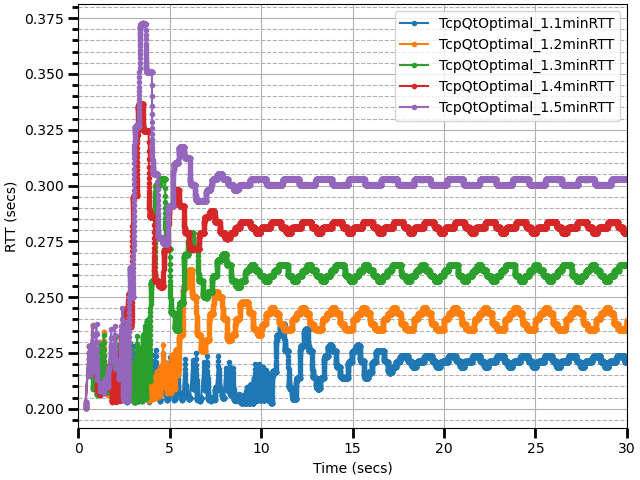 TcpQtOptimal_1.1minRTT
TcpQtOptimal_1.2minRTT
TcpQtOptimal_1.3minRTT
TcpQtOptimal_1.4minRTT
TcpQtOptimal_1.5minRTT
RTT (secs)
0.375
0.350
0.325
0.300
0.275
0.250
0.225
0.200
0 5 10 15 20 25 30
Time (secs)